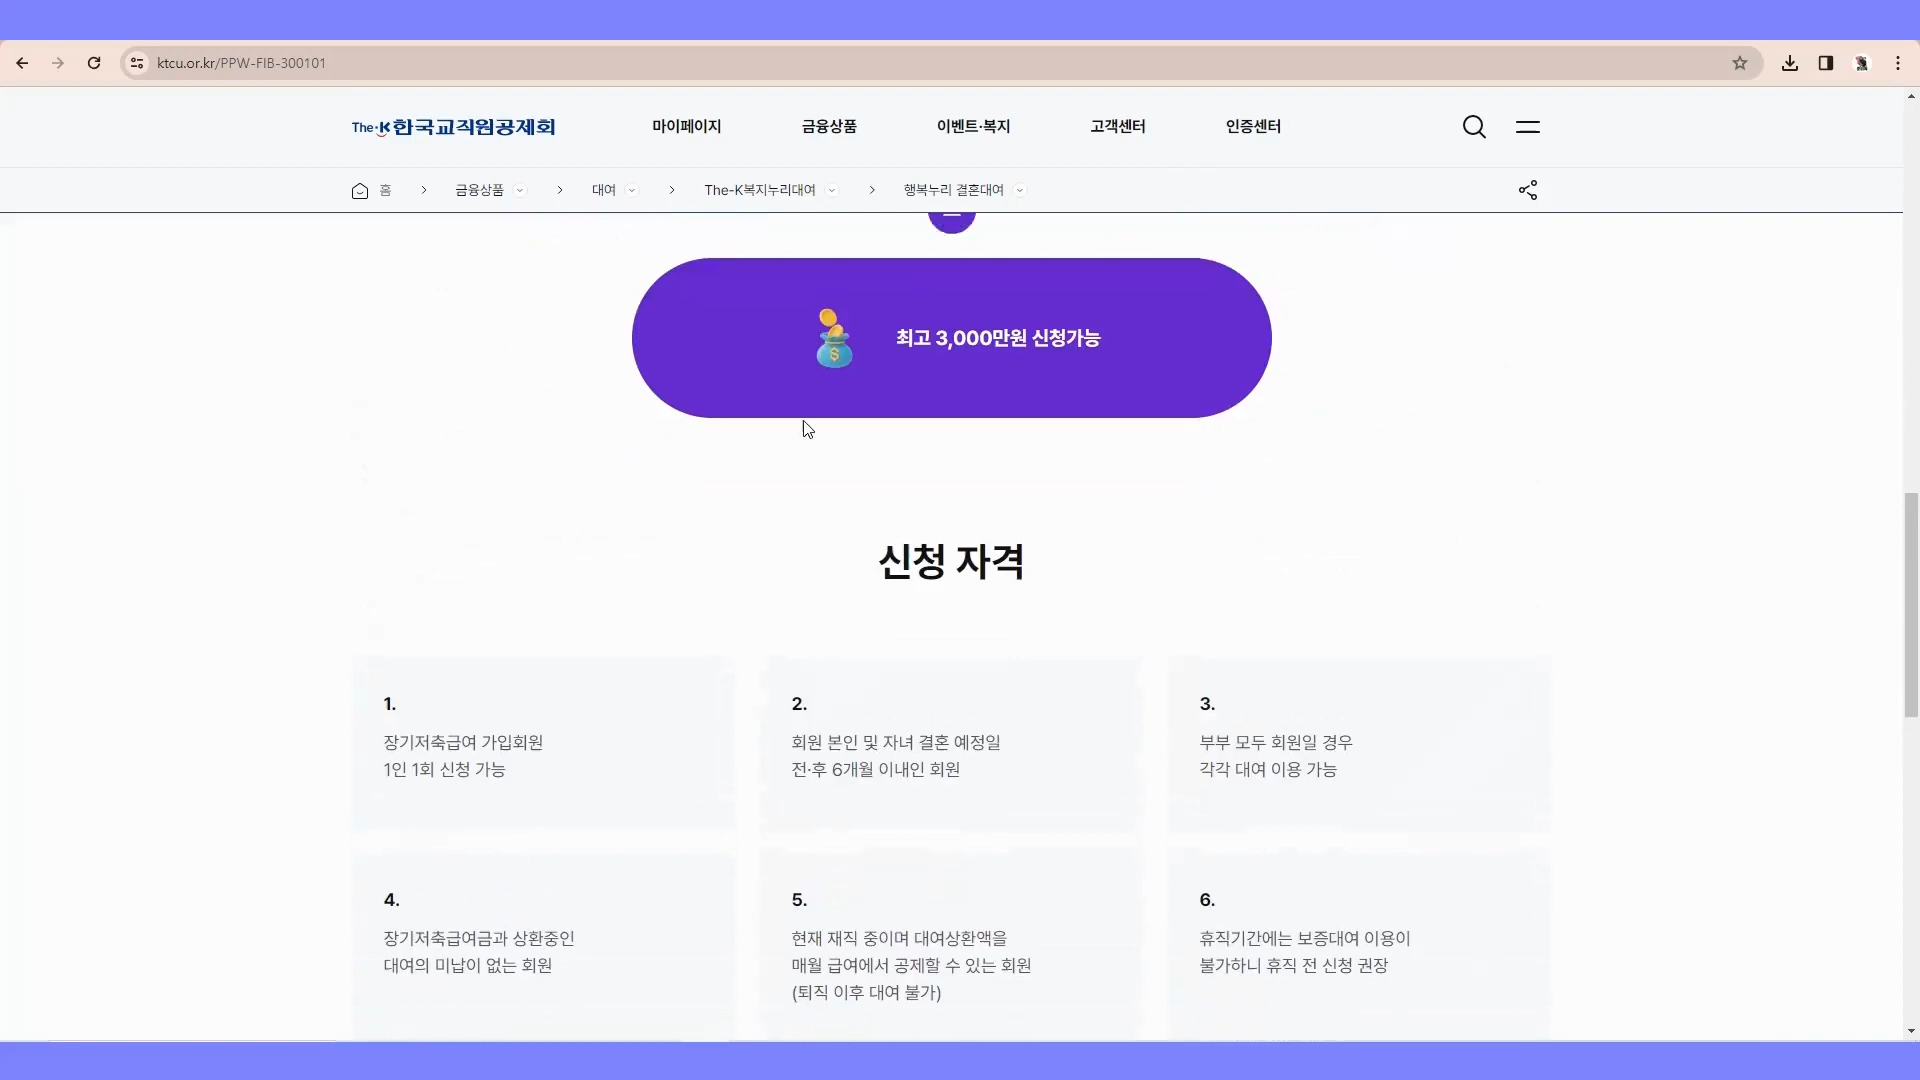 ktcu.or.kr/PPW-FIB-300101
The-K한국교직원공제회
마이페이지
금융상품
이벤트·복지
고객센터
인증센터
홈
금융상품
대여
The-K복지누리대여
행복누리 결혼대여
최고 3,000만원 신청가능
신청 자격
1.
장기저축급여 가입회원
1인 1회 신청 가능
2.
회원 본인 및 자녀 결혼 예정일
전·후 6개월 이내인 회원
3.
부부 모두 회원일 경우
각각 대여 이용 가능
4.
장기저축급여금과 상환중인
대여의 미납이 없는 회원
5.
현재 재직 중이며 대여상환액을
매월 급여에서 공제할 수 있는 회원
(퇴직 이후 대여 불가)
6.
휴직기간에는 보증대여 이용이
불가하니 휴직 전 신청 권장